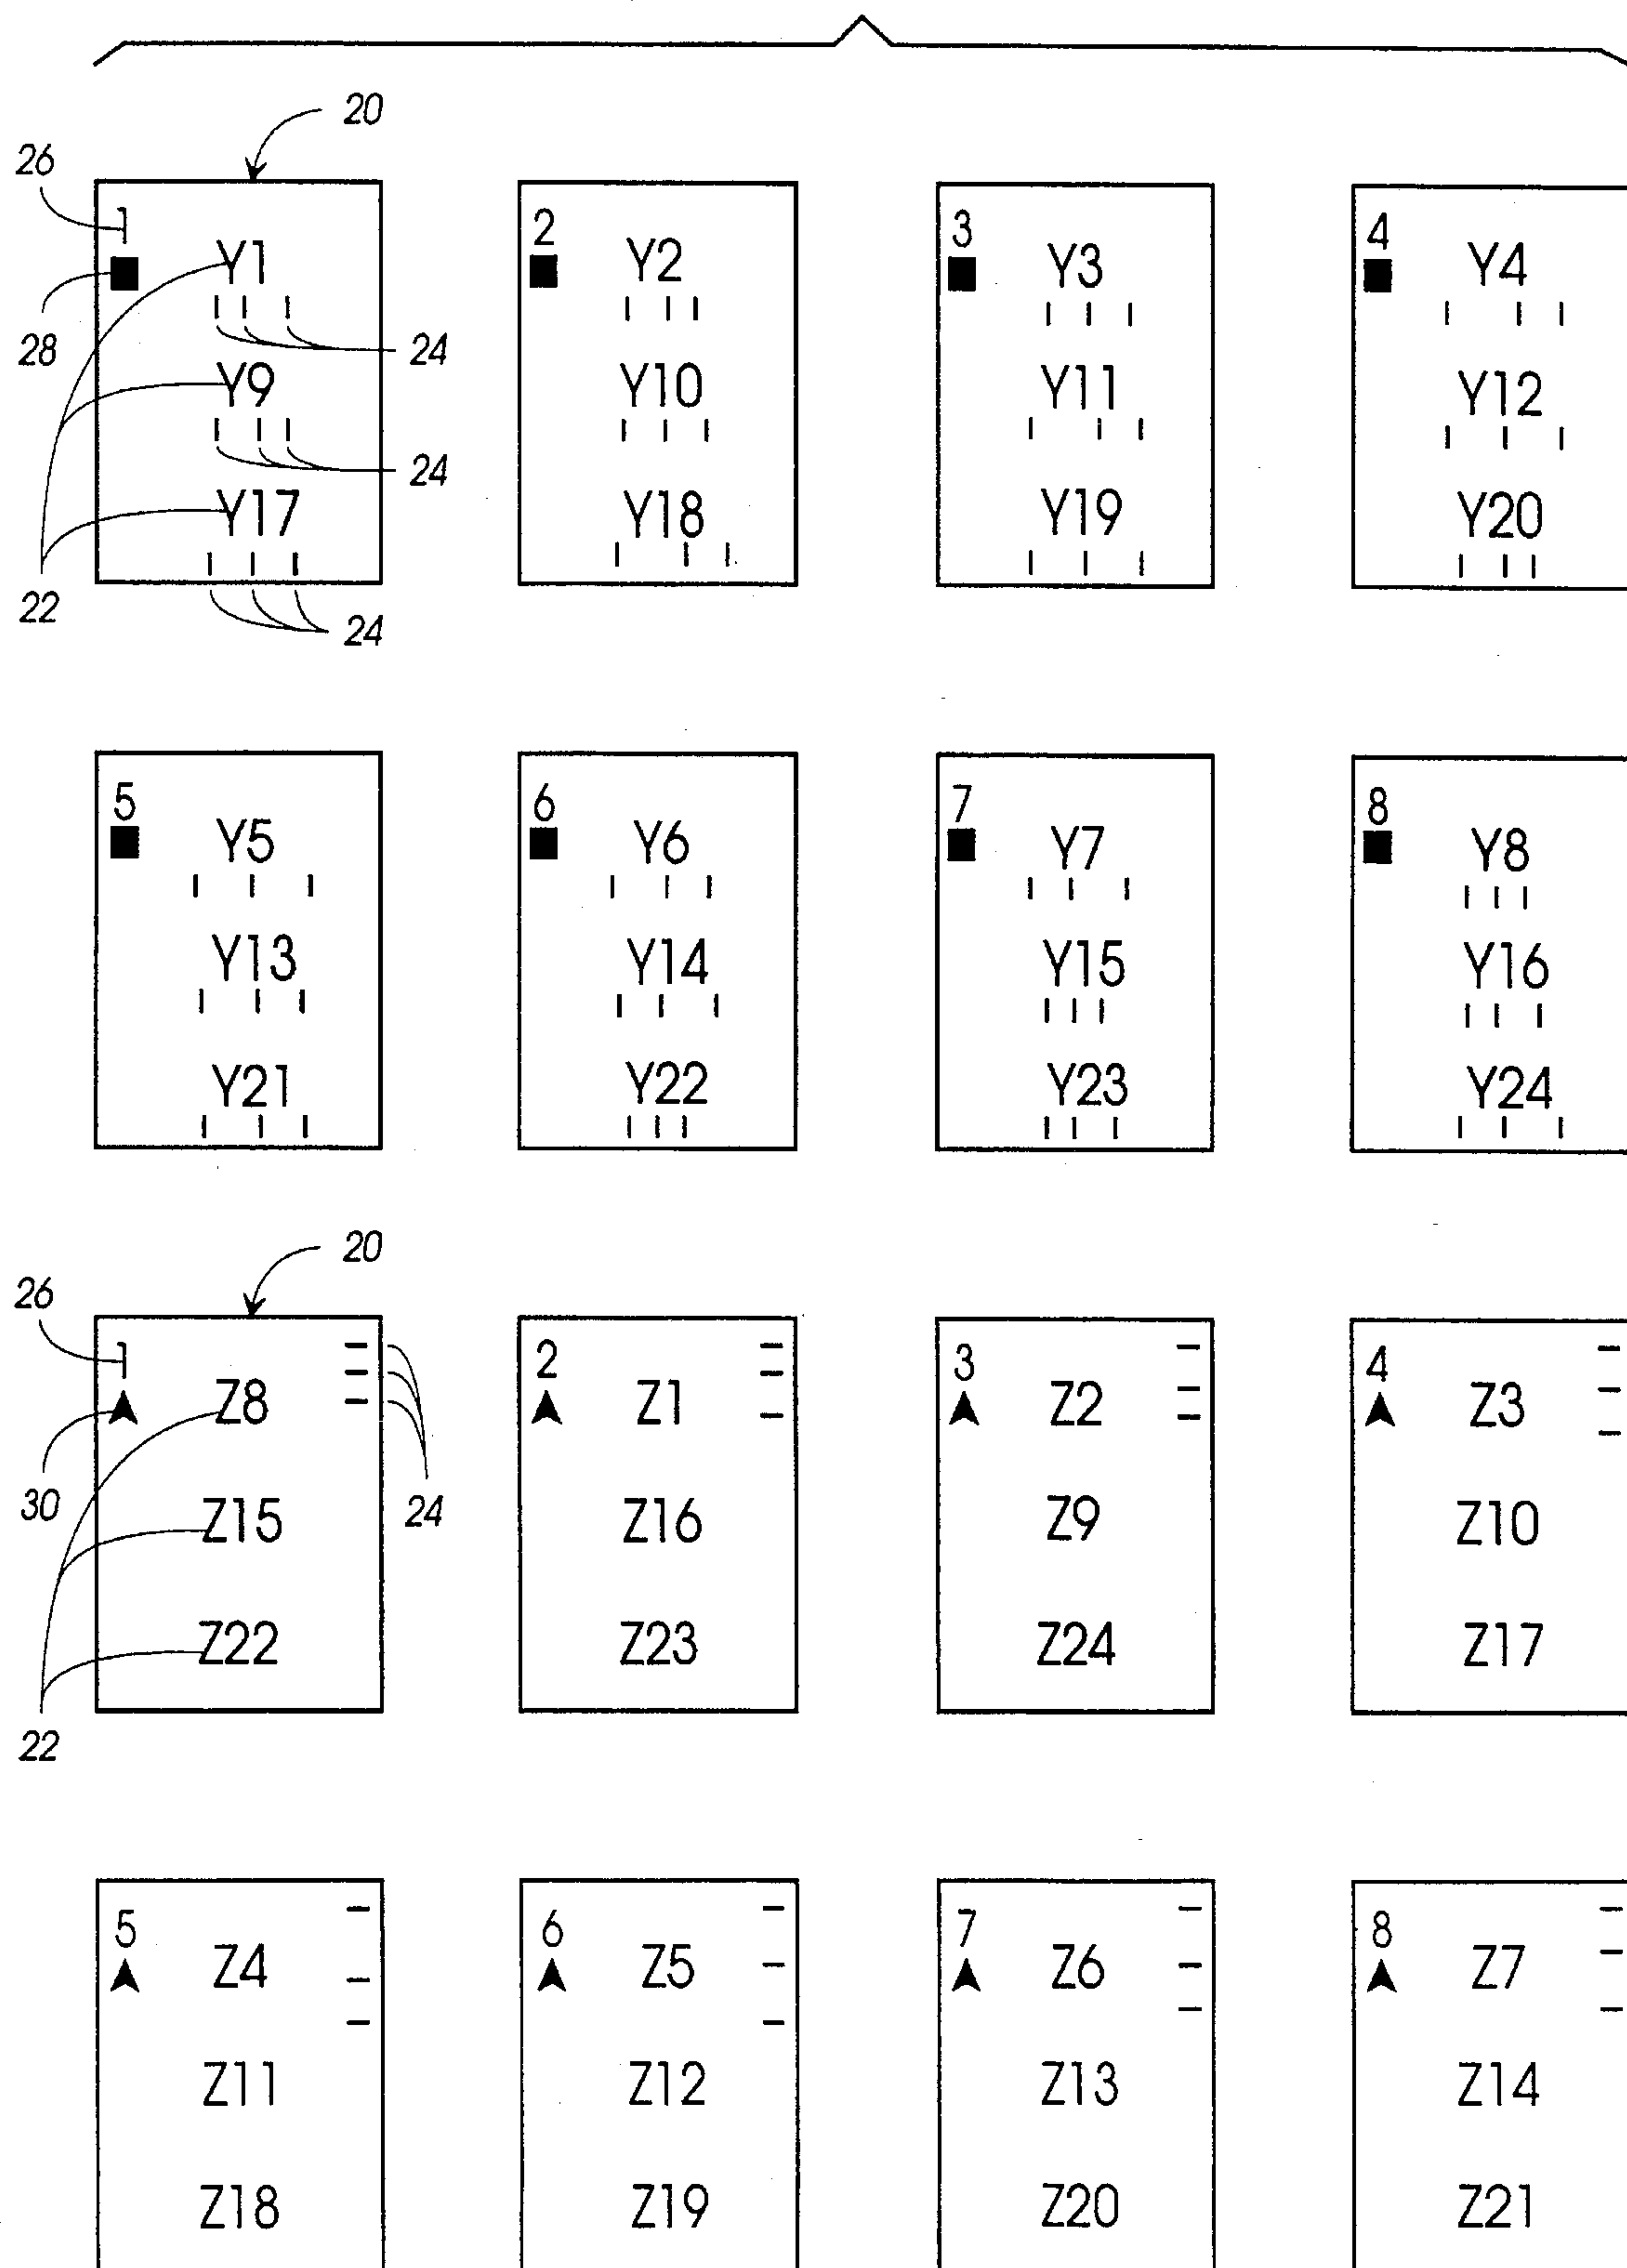 20
26
1 2 3 4
Y1 Y2 Y3 Y4
28 24
Y9 Y10 Y11 Y12
24
Y17 Y18 Y19 Y20
22 24
5 6 7 8
Y5 Y6 Y7 Y8
Y13 Y14 Y15 Y16
Y21 Y22 Y23 Y24
20
26
1 2 3 4
Z8 Z1 Z2 Z3
30 24
Z15 Z16 Z9 Z10
Z22 Z23 Z24 Z17
22
5 6 7 8
Z4 Z5 Z6 Z7
Z11 Z12 Z13 Z14
Z18 Z19 Z20 Z21